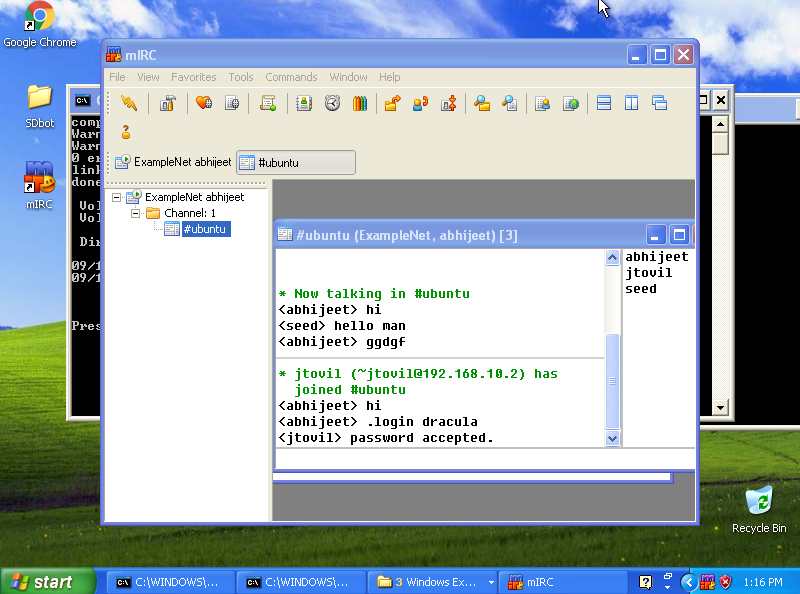 Google Chrome
SDbot
mIRC
comp
Warn
Warn
0 er
link
done
Vol
Vol
Dir
09/1
09/1
Pres
mIRC
File View Favorites Tools Commands Window Help
ExampleNet abhijeet #ubuntu
ExampleNet abhijeet
Channel: 1
#ubuntu
#ubuntu (ExampleNet, abhijeet) [3]
* Now talking in #ubuntu
<abhijeet> hi
<seed> hello man
<abhijeet> ggdgf
* jtovil (~jtovil@192.168.10.2) has
joined #ubuntu
<abhijeet> hi
<abhijeet> .login dracula
<jtovil> password accepted.
abhijeet
jtovil
seed
Recycle Bin
start C:\WINDOWS\... C:\WINDOWS\... 3 Windows Ex... mIRC 1:16 PM